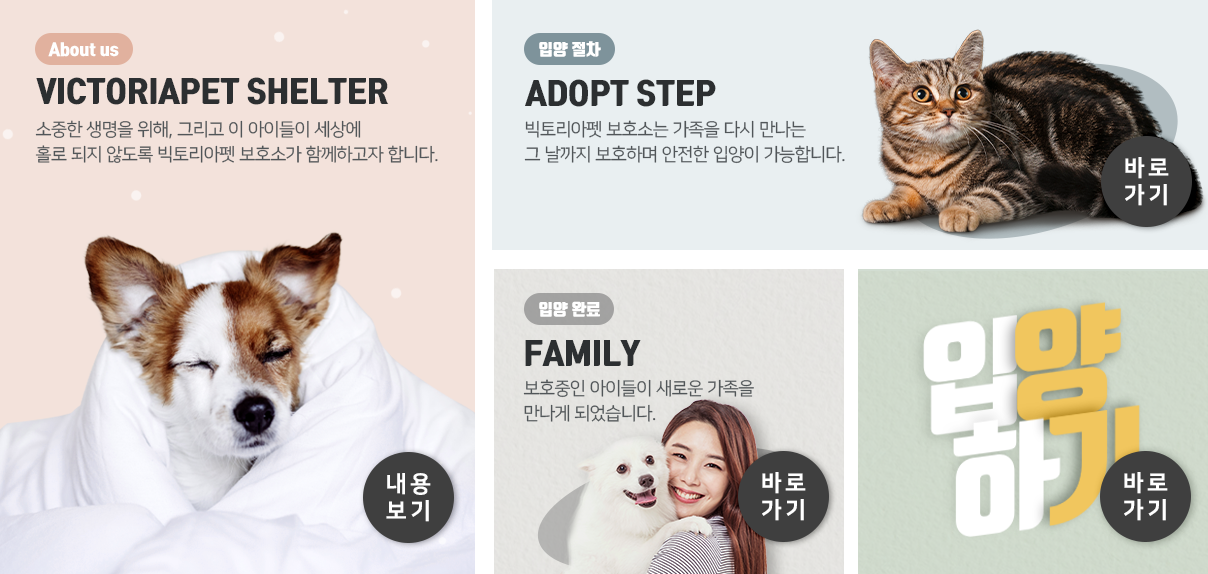 About us
VICTORIAPET SHELTER
소중한 생명을 위해, 그리고 이 아이들이 세상에
홀로 되지 않도록 빅토리아펫 보호소가 함께하고자 합니다.
내용
보기
입양 절차
ADOPT STEP
빅토리아펫 보호소는 가족을 다시 만나는
그 날까지 보호하며 안전한 입양이 가능합니다.
바로
가기
입양 완료
FAMILY
보호중인 아이들이 새로운 가족을
만나게 되었습니다.
바로
가기
입양
하기
바로
가기